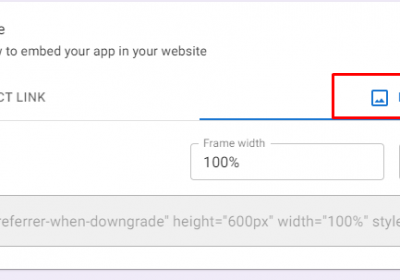 w to embed your app in your website
CT LINK
Frame width
100%
referrer-when-downgrade" height="600px" width="100%" style